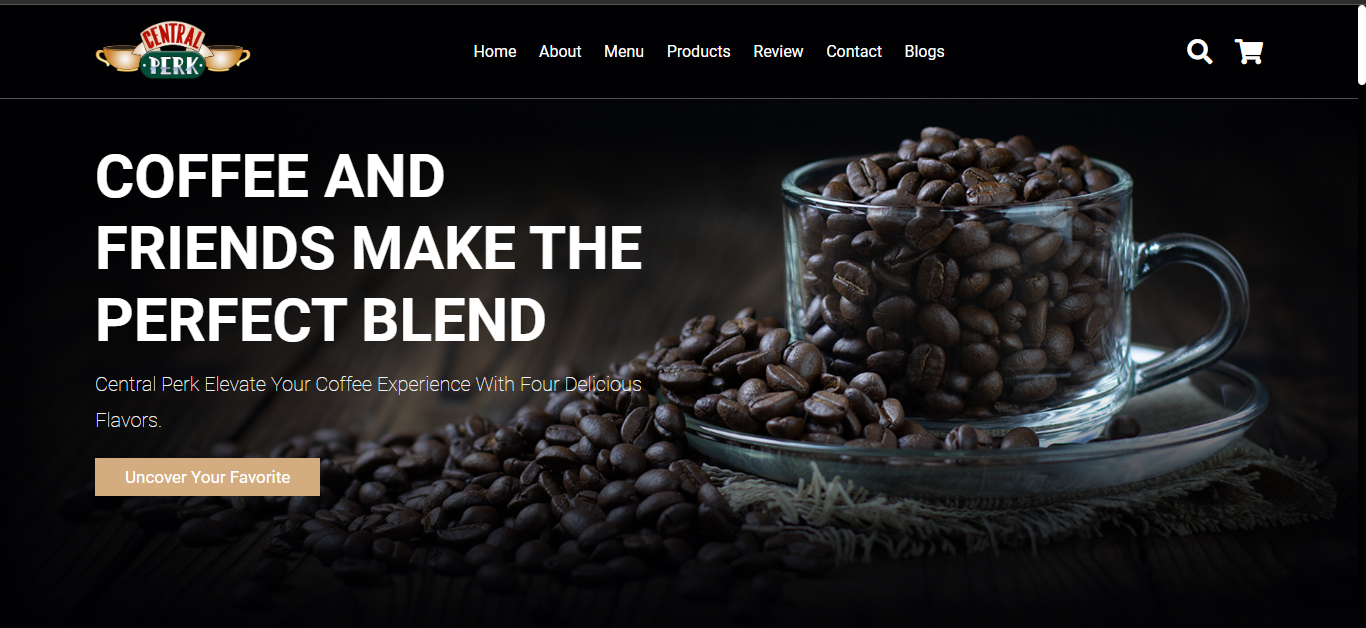 CENTRAL
PERK
Home About Menu Products Review Contact Blogs
COFFEE AND
FRIENDS MAKE THE
PERFECT BLEND
Central Perk Elevate Your Coffee Experience With Four Delicious
Flavors.
Uncover Your Favorite